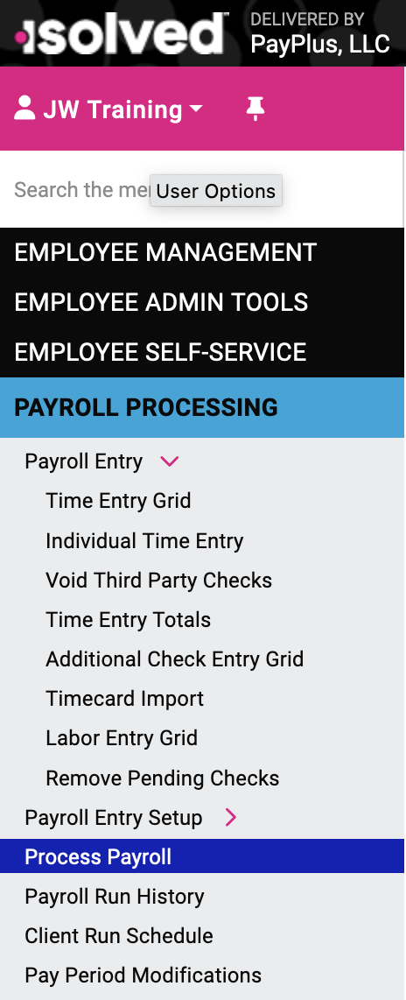 isolved™
DELIVERED BY
PayPlus, LLC
JW Training
Search the me
User Options
EMPLOYEE MANAGEMENT
EMPLOYEE ADMIN TOOLS
EMPLOYEE SELF-SERVICE
PAYROLL PROCESSING
Payroll Entry
Time Entry Grid
Individual Time Entry
Void Third Party Checks
Time Entry Totals
Additional Check Entry Grid
Timecard Import
Labor Entry Grid
Remove Pending Checks
Payroll Entry Setup
Process Payroll
Payroll Run History
Client Run Schedule
Pay Period Modifications